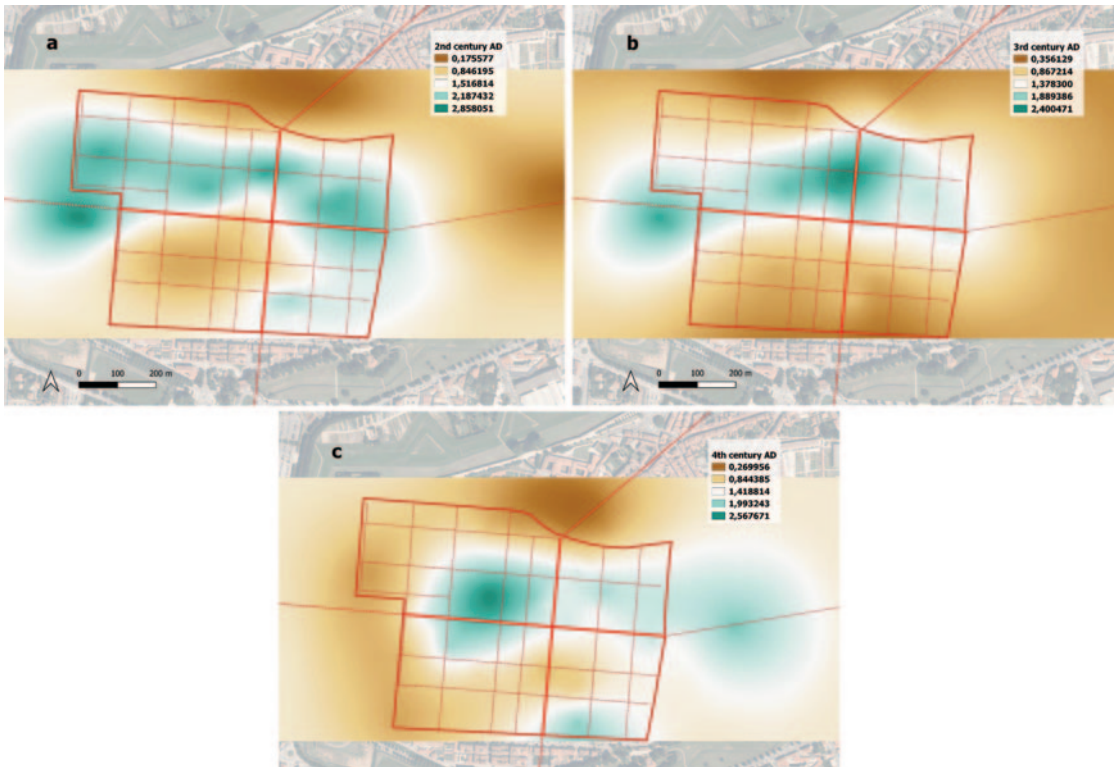 a
2nd century AD
0,175577
0,846195
1,516814
2,187432
2,858051
0 100 200 m
b
3rd century AD
0,356129
0,867214
1,378300
1,889386
2,400471
0 100 200 m
c
4th century AD
0,269956
0,844385
1,418814
1,993243
2,567671